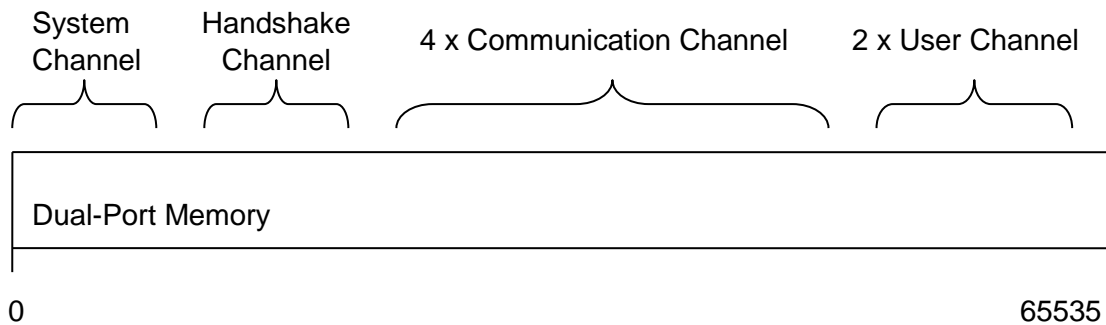 System
Channel
Handshake
Channel
4 x Communication Channel
2 x User Channel
Dual-Port Memory
0
65535